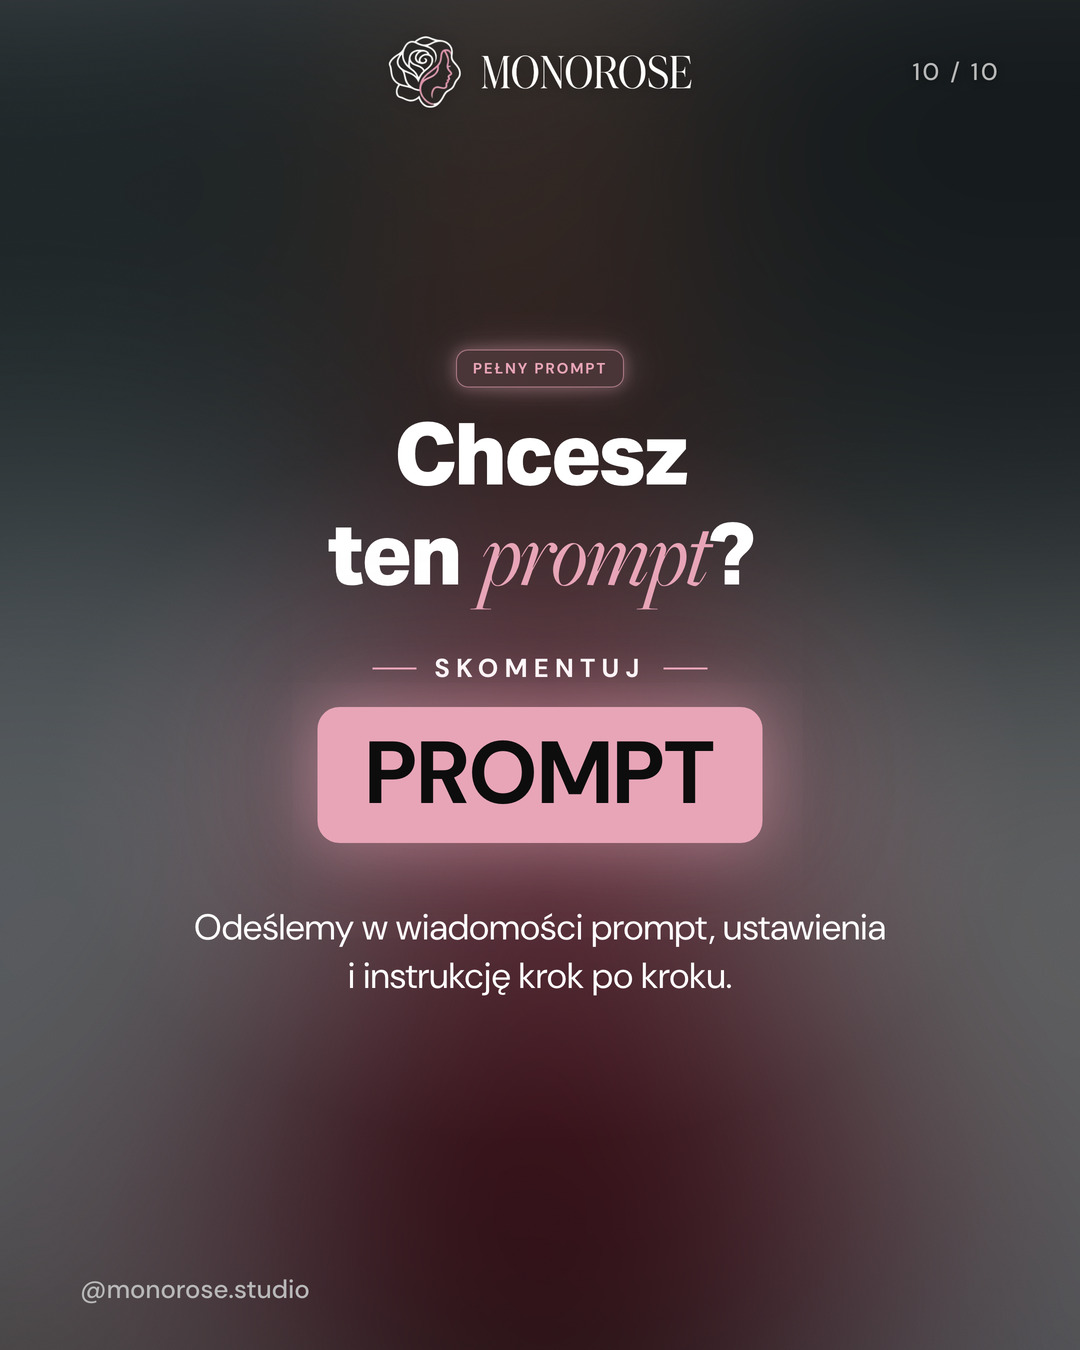 MONOROSE
10 / 10
PEŁNY PROMPT
Chcesz
ten prompt?
SKOMENTUJ
PROMPT
Odeślemy w wiadomości prompt, ustawienia
i instrukcję krok po kroku.
@monorose.studio